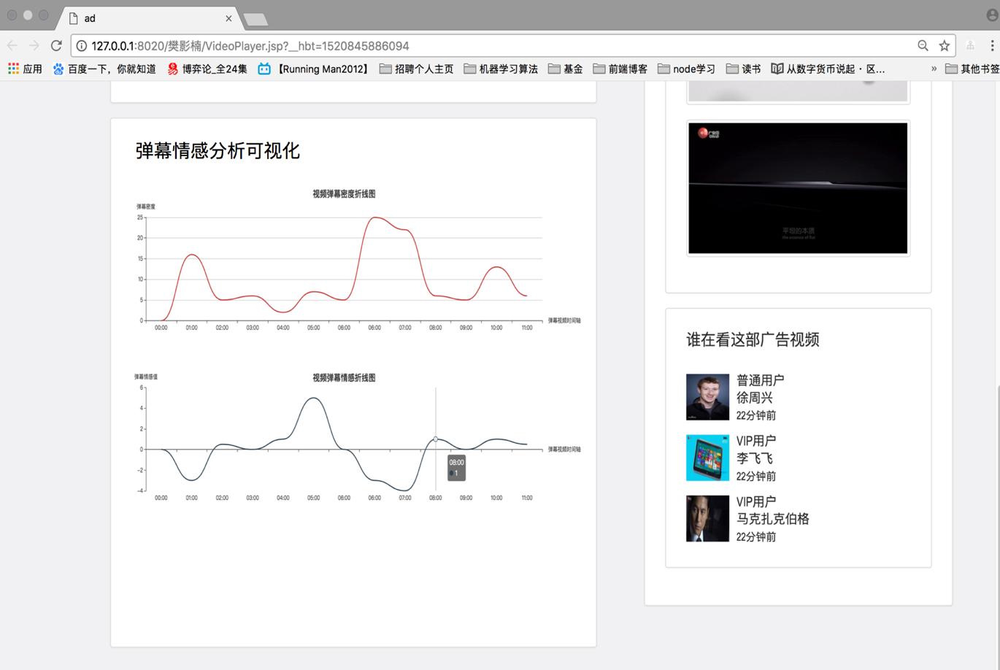 ad
127.0.0.1:8020/樊影楠/VideoPlayer.jsp?__hbt=1520845886094
应用 百度一下，你就知道 博弈论_全24集 【Running Man2012】 招聘个人主页 机器学习算法 基金 前端博客 node学习 读书 从数字货币说起·区... » 其他书签
弹幕情感分析可视化
视频弹幕密度折线图
弹幕密度
25
20
15
10
5
0
弹幕视频时间轴
00:00 01:00 02:00 03:00 04:00 05:00 06:00 06:00 07:00 08:00 09:00 10:00 11:00
视频弹幕情感折线图
弹幕情感值
6
4
2
0
-2
-4
弹幕视频时间轴
08:00
1
00:00 01:00 02:00 03:00 04:00 05:00 06:00 06:00 07:00 08:00 09:00 10:00 11:00
平坦的本质
the essence of flat
谁在看这部广告视频
普通用户
徐周兴
22分钟前
VIP用户
李飞飞
22分钟前
VIP用户
马克扎克伯格
22分钟前